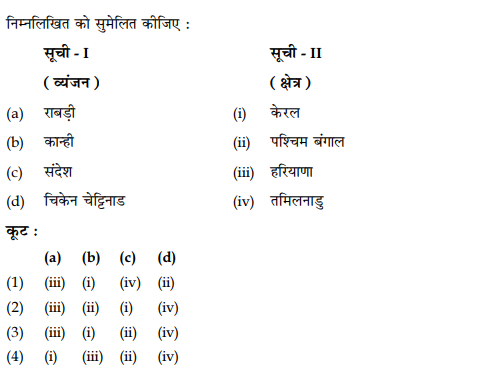 निम्नलिखित को सुमेलित कीजिए :
सूची - I सूची - II
( व्यंजन ) ( क्षेत्र )
(a) राबड़ी (i) केरल
(b) कान्ही (ii) पश्चिम बंगाल
(c) संदेश (iii) हरियाणा
(d) चिकेन चेट्टिनाड (iv) तमिलनाडु
कूट :
(a) (b) (c) (d)
(1) (iii) (i) (iv) (ii)
(2) (iii) (ii) (i) (iv)
(3) (iii) (i) (ii) (iv)
(4) (i) (iii) (ii) (iv)